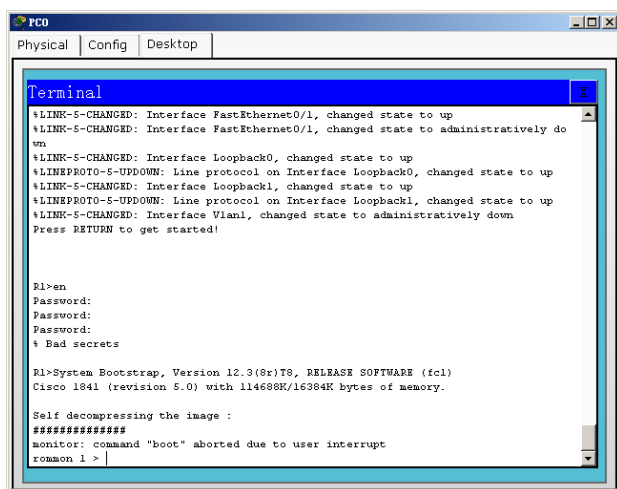 PC0
Physical Config Desktop
Terminal
X
%LINK-5-CHANGED: Interface FastEthernet0/1, changed state to up
%LINK-5-CHANGED: Interface FastEthernet0/1, changed state to administratively do
wn
%LINK-5-CHANGED: Interface Loopback0, changed state to up
%LINEPROTO-5-UPDOWN: Line protocol on Interface Loopback0, changed state to up
%LINK-5-CHANGED: Interface Loopback1, changed state to up
%LINEPROTO-5-UPDOWN: Line protocol on Interface Loopback1, changed state to up
%LINK-5-CHANGED: Interface Vlan1, changed state to administratively down
Press RETURN to get started!
R1>en
Password:
Password:
Password:
% Bad secrets
R1>System Bootstrap, Version 12.3(8r)T8, RELEASE SOFTWARE (fc1)
Cisco 1841 (revision 5.0) with 114688K/16384K bytes of memory.
Self decompressing the image :
##############
monitor: command "boot" aborted due to user interrupt
rommon 1 >